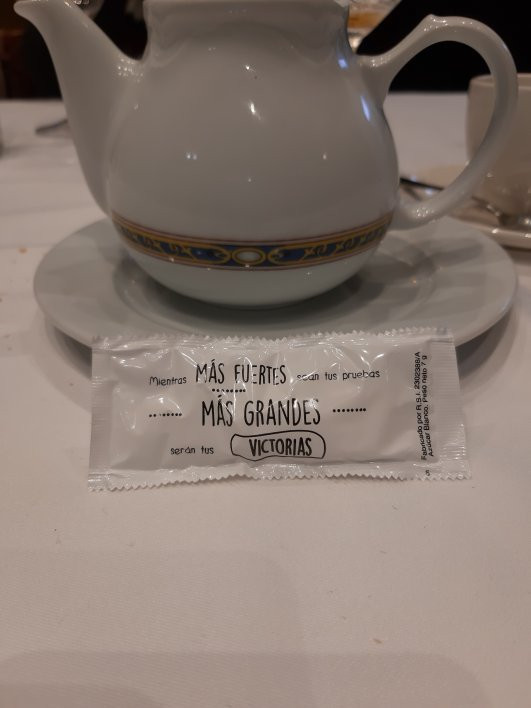 Mientras MÁS FUERTES sean tus pruebas
MÁS GRANDES
serán tus VICTORIAS
Fabricado por R.S.I. 2302388/A
Azúcar Blanco. Peso neto 7 g